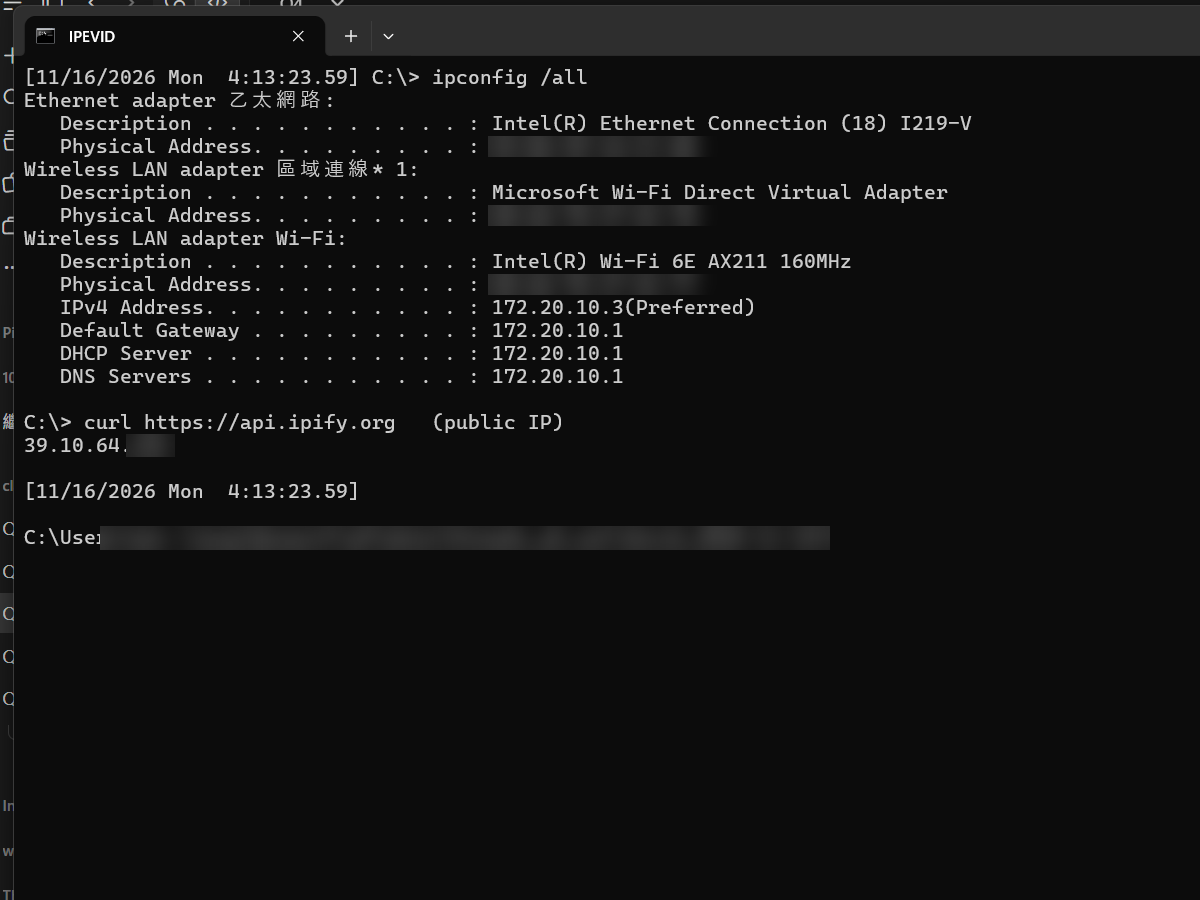 IPEVID
[11/16/2026 Mon  4:13:23.59] C:\> ipconfig /all
Ethernet adapter 乙太網路:
   Description . . . . . . . . . . . : Intel(R) Ethernet Connection (18) I219-V
   Physical Address. . . . . . . . . :
Wireless LAN adapter 區域連線* 1:
   Description . . . . . . . . . . . : Microsoft Wi-Fi Direct Virtual Adapter
   Physical Address. . . . . . . . . :
Wireless LAN adapter Wi-Fi:
   Description . . . . . . . . . . . : Intel(R) Wi-Fi 6E AX211 160MHz
   Physical Address. . . . . . . . . :
   IPv4 Address. . . . . . . . . . . : 172.20.10.3(Preferred)
   Default Gateway . . . . . . . . . : 172.20.10.1
   DHCP Server . . . . . . . . . . . : 172.20.10.1
   DNS Servers . . . . . . . . . . . : 172.20.10.1
C:\> curl https://api.ipify.org   (public IP)
39.10.64.
[11/16/2026 Mon  4:13:23.59]
C:\User